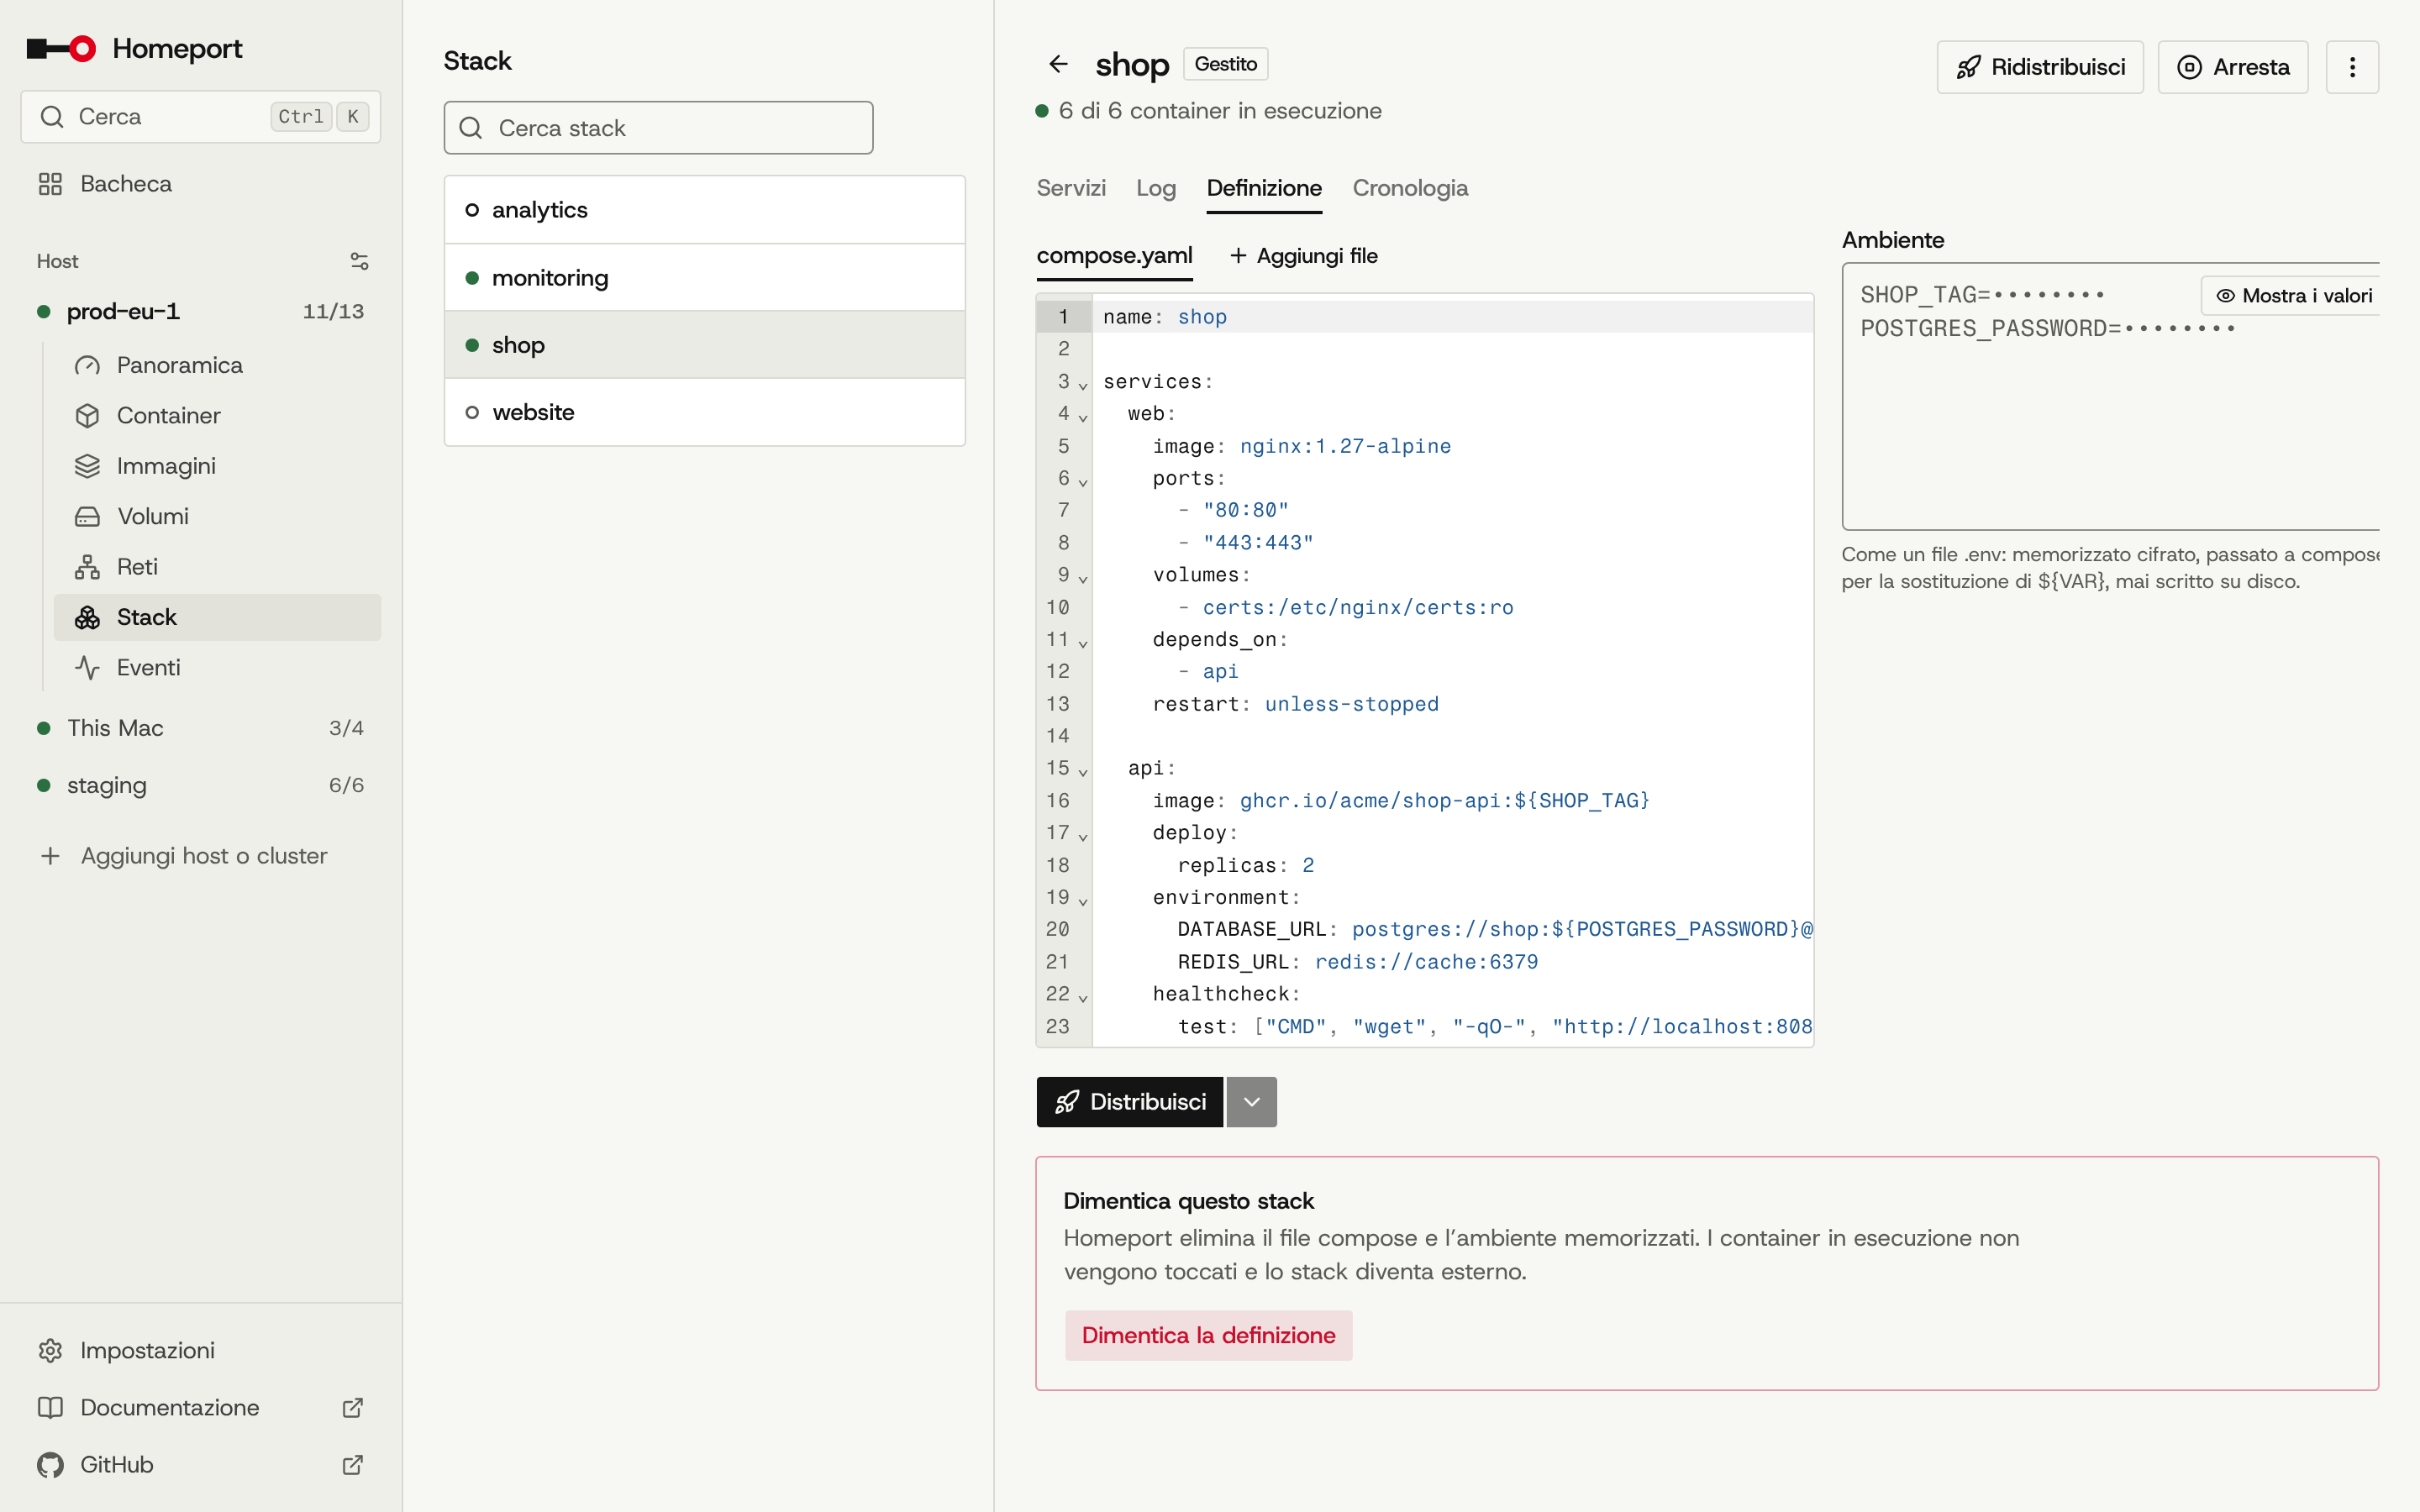 Homeport
Cerca
Ctrl K
Bacheca
Host
prod-eu-1 11/13
Panoramica
Container
Immagini
Volumi
Reti
Stack
Eventi
This Mac 3/4
staging 6/6
Aggiungi host o cluster
Impostazioni
Documentazione
GitHub
Stack
Cerca stack
analytics
monitoring
shop
website
shop Gestito
6 di 6 container in esecuzione
Ridistribuisci
Arresta
Servizi Log Definizione Cronologia
compose.yaml + Aggiungi file
1 name: shop
2
3 services:
4 web:
5 image: nginx:1.27-alpine
6 ports:
7 - "80:80"
8 - "443:443"
9 volumes:
10 - certs:/etc/nginx/certs:ro
11 depends_on:
12 - api
13 restart: unless-stopped
14
15 api:
16 image: ghcr.io/acme/shop-api:${SHOP_TAG}
17 deploy:
18 replicas: 2
19 environment:
20 DATABASE_URL: postgres://shop:${POSTGRES_PASSWORD}@
21 REDIS_URL: redis://cache:6379
22 healthcheck:
23 test: ["CMD", "wget", "-qO-", "http://localhost:808
Ambiente
SHOP_TAG=••••••••
Mostra i valori
POSTGRES_PASSWORD=••••••••
Come un file .env: memorizzato cifrato, passato a compose
per la sostituzione di ${VAR}, mai scritto su disco.
Distribuisci
Dimentica questo stack
Homeport elimina il file compose e l’ambiente memorizzati. I container in esecuzione non
vengono toccati e lo stack diventa esterno.
Dimentica la definizione